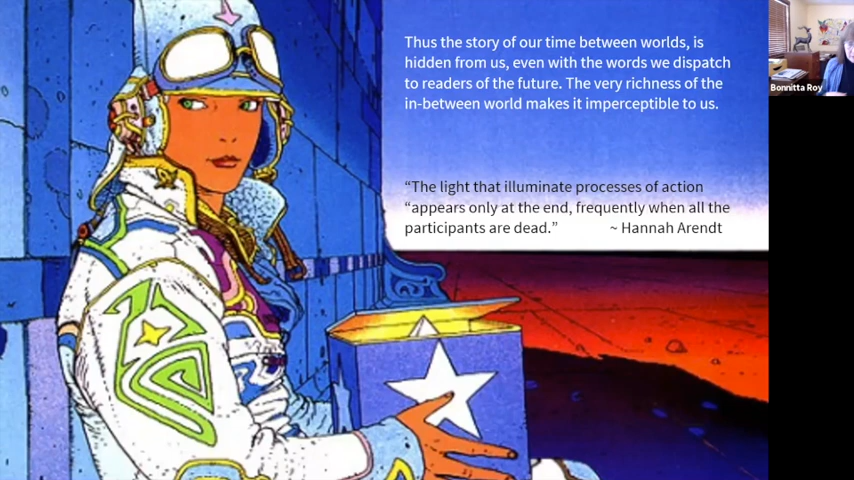 Thus the story of our time between worlds, is
hidden from us, even with the words we dispatch
to readers of the future. The very richness of the
in-between world makes it imperceptible to us.
“The light that illuminate processes of action
“appears only at the end, frequently when all the
participants are dead.” ~ Hannah Arendt
Bonnitta Roy